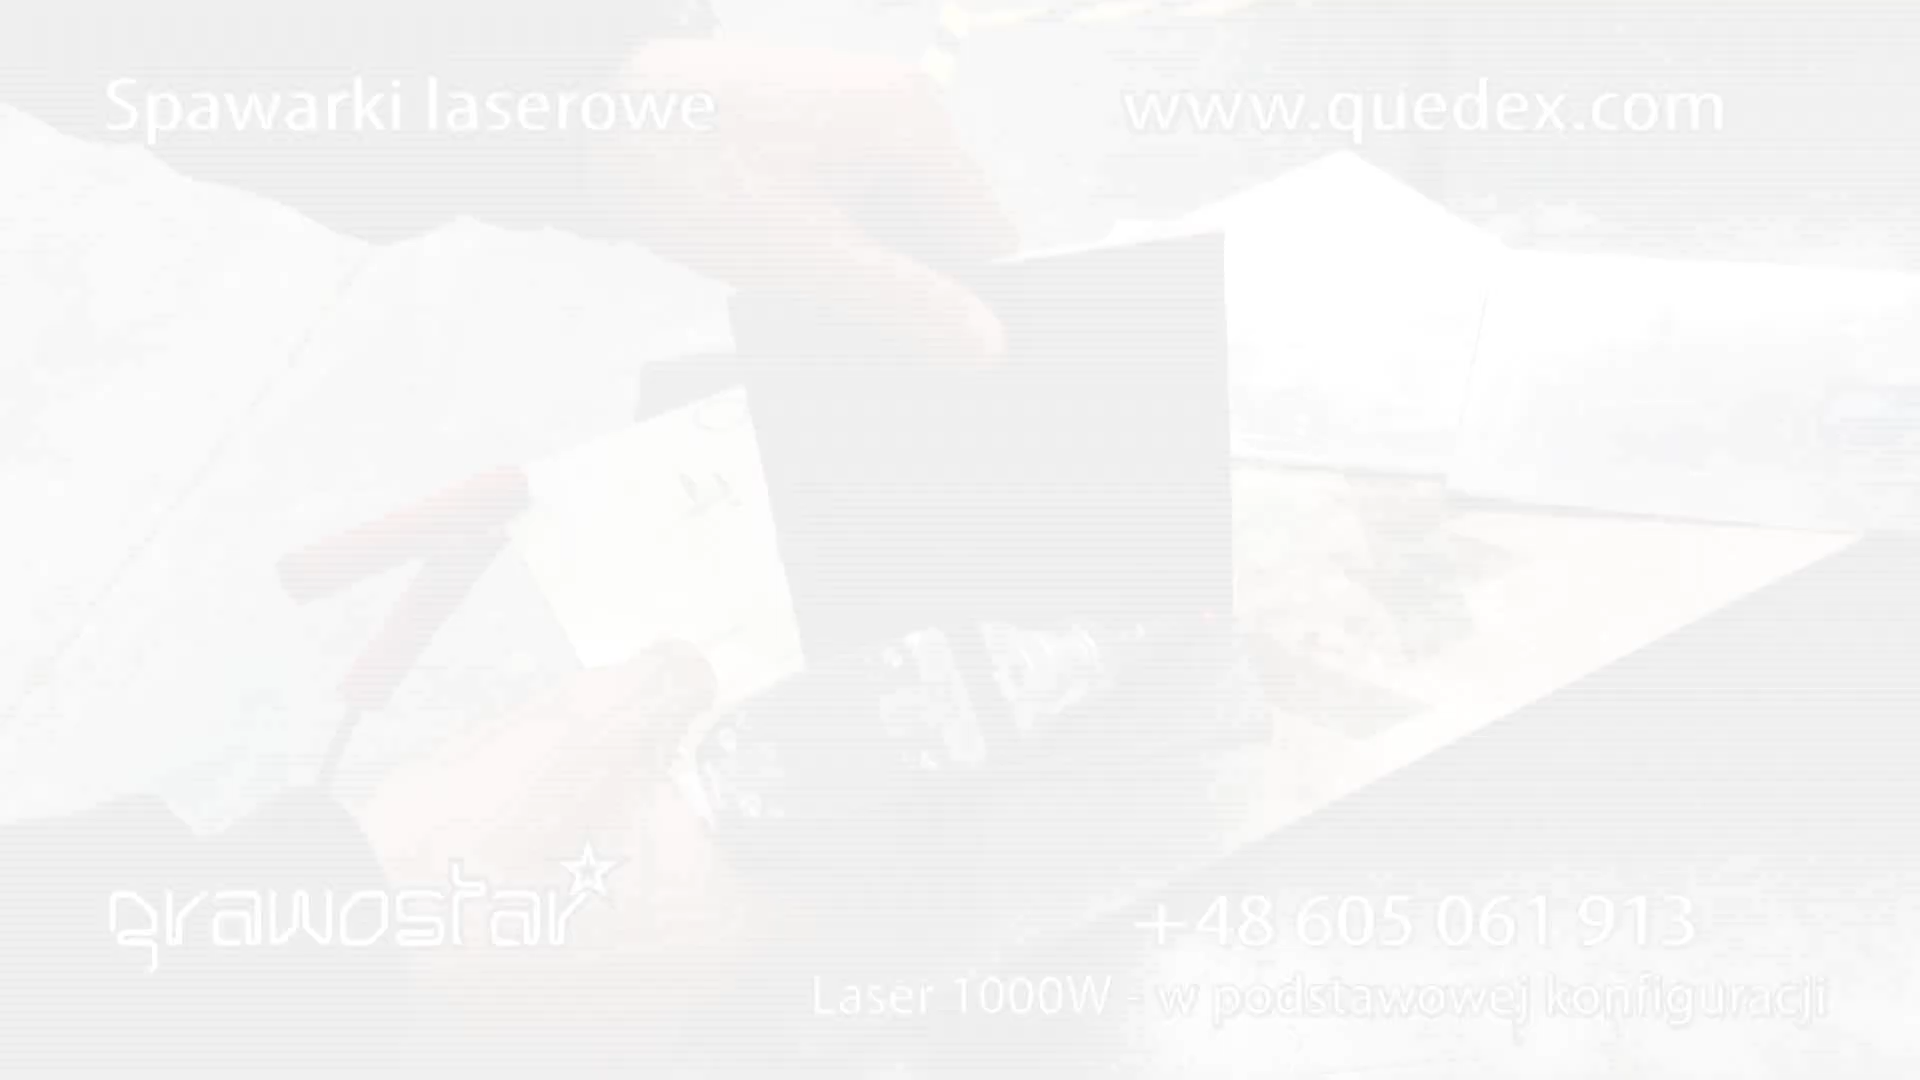 Spawarki laserowe
www.quedex.com
grawostar
+48 605 061 913
Laser 1000W - w podstawowej konfiguracji